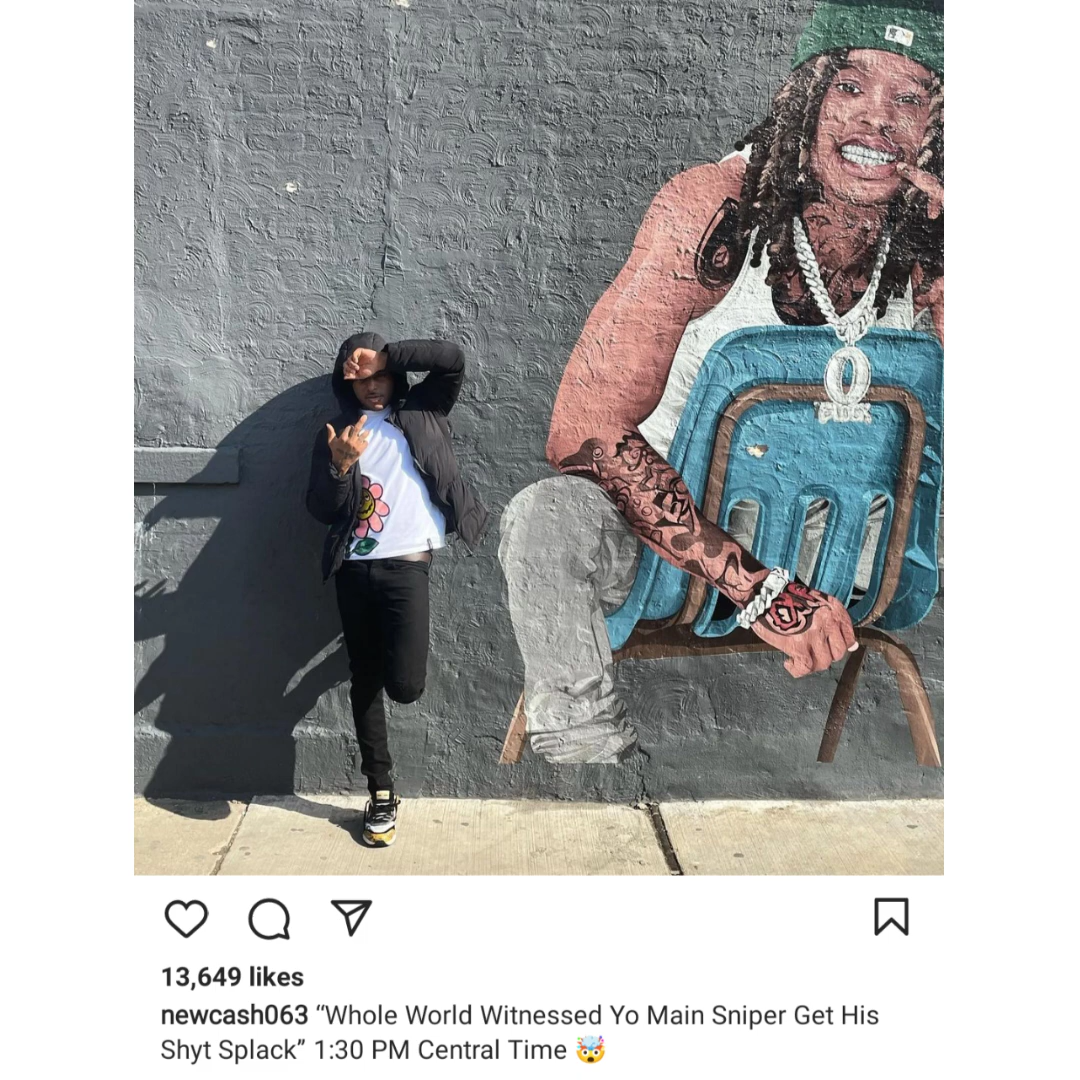 O
BLOCK
13,649 likes
newcash063 “Whole World Witnessed Yo Main Sniper Get His
Shyt Splack” 1:30 PM Central Time 🤯